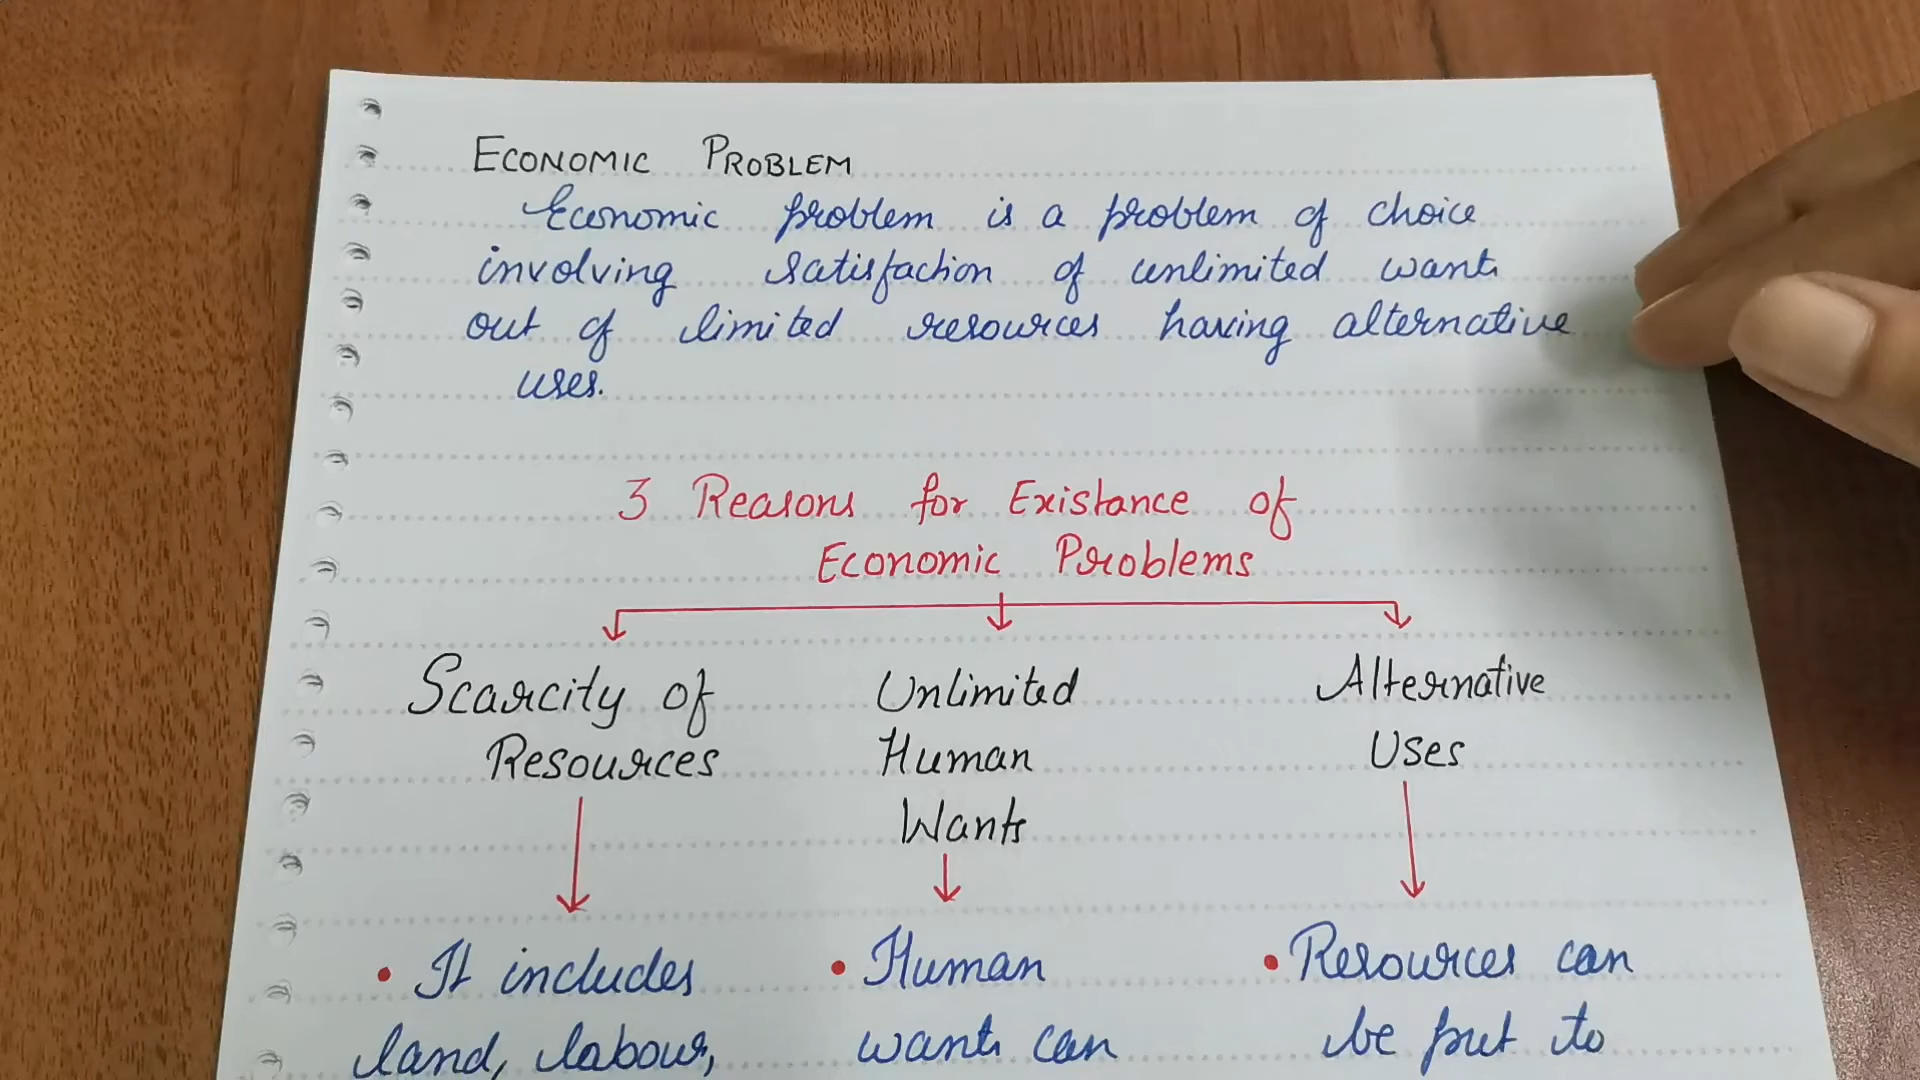 ECONOMIC PROBLEM
Economic problem is a problem of choice
involving satisfaction of unlimited wants
out of limited resources having alternative
uses.
3 Reasons for Existance of
Economic Problems
Scarcity of
Resources
Unlimited
Human
Wants
Alternative
Uses
• It includes
land, labour,
• Human
wants can
• Resources can
be put to